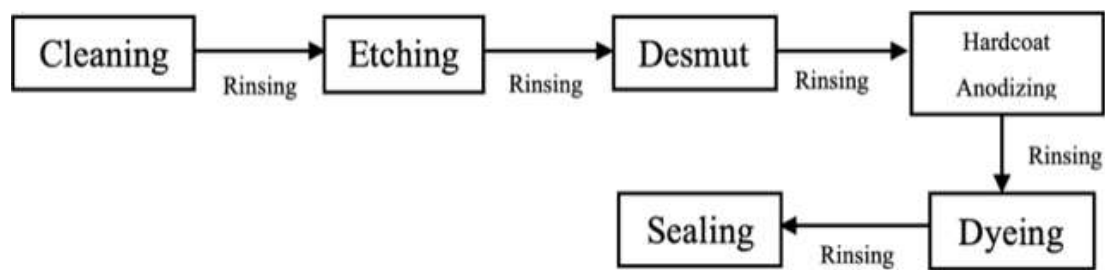 Cleaning
Rinsing
Etching
Rinsing
Desmut
Rinsing
Hardcoat
Anodizing
Rinsing
Dyeing
Rinsing
Sealing